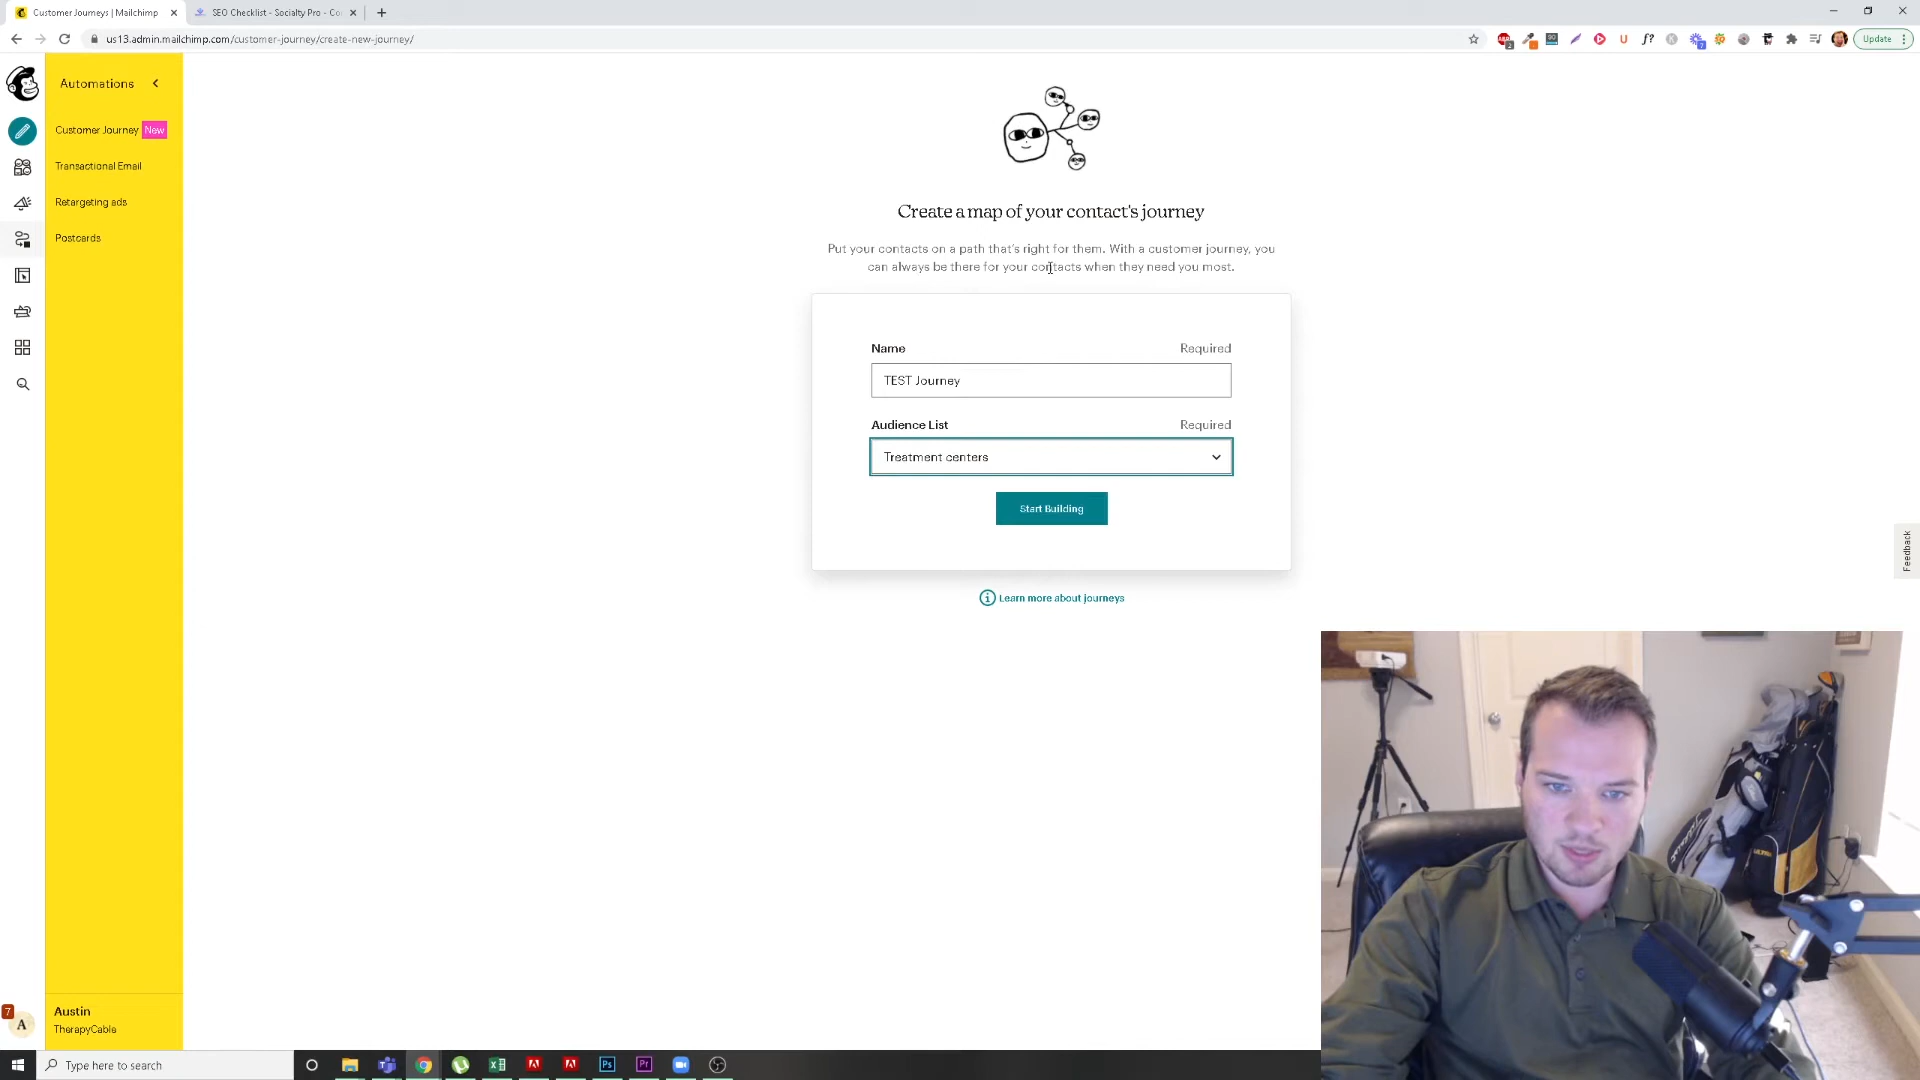 Customer Journeys | Mailchimp
SEO Checklist - Socialty Pro - Co
us13.admin.mailchimp.com/customer-journey/create-new-journey/
Update
Automations
Customer Journey New
Transactional Email
Retargeting ads
Postcards
Create a map of your contact's journey
Put your contacts on a path that's right for them. With a customer journey, you
can always be there for your contacts when they need you most.
Name Required
TEST Journey
Audience List Required
Treatment centers
Start Building
Learn more about journeys
Feedback
7
A
Austin
TherapyCable
Type here to search